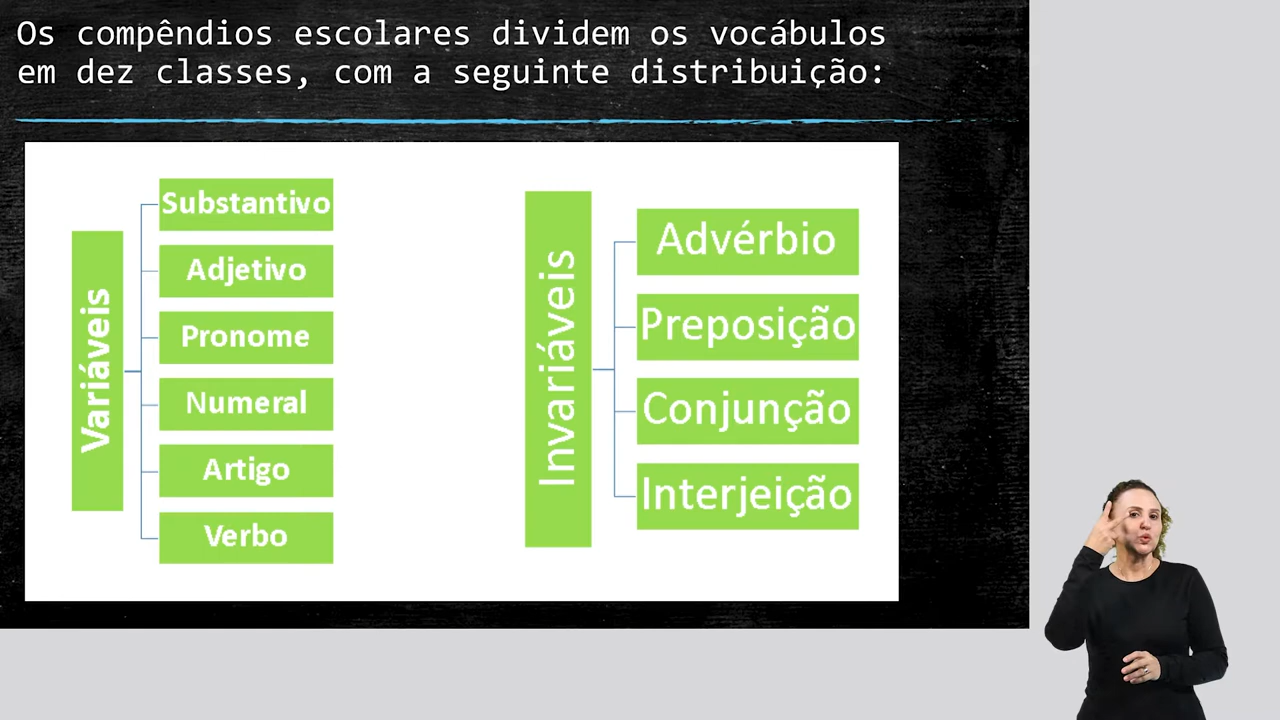 Os compêndios escolares dividem os vocábulos
em dez classes, com a seguinte distribuição:
Variáveis
Substantivo
Adjetivo
Pronome
Numeral
Artigo
Verbo
Invariáveis
Advérbio
Preposição
Conjunção
Interjeição